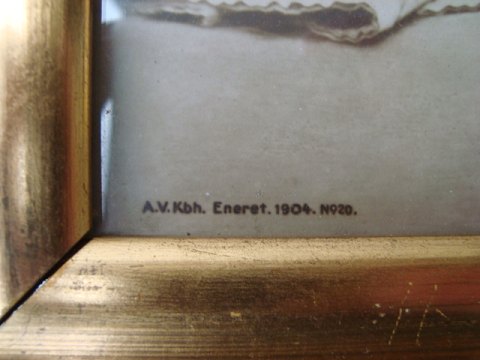 A.V. Kbh. Eneret. 1904. No20.